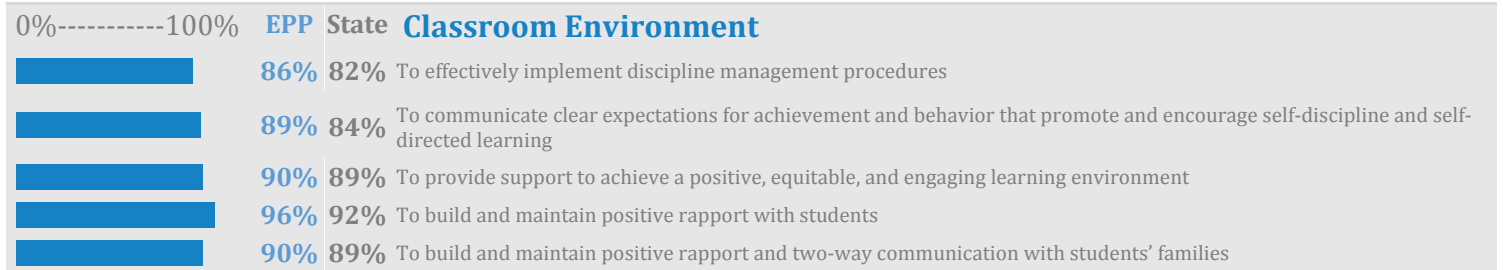 0%-----------100% EPP State Classroom Environment
86% 82% To effectively implement discipline management procedures
89% 84% To communicate clear expectations for achievement and behavior that promote and encourage self-discipline and self-
directed learning
90% 89% To provide support to achieve a positive, equitable, and engaging learning environment
96% 92% To build and maintain positive rapport with students
90% 89% To build and maintain positive rapport and two-way communication with students’ families